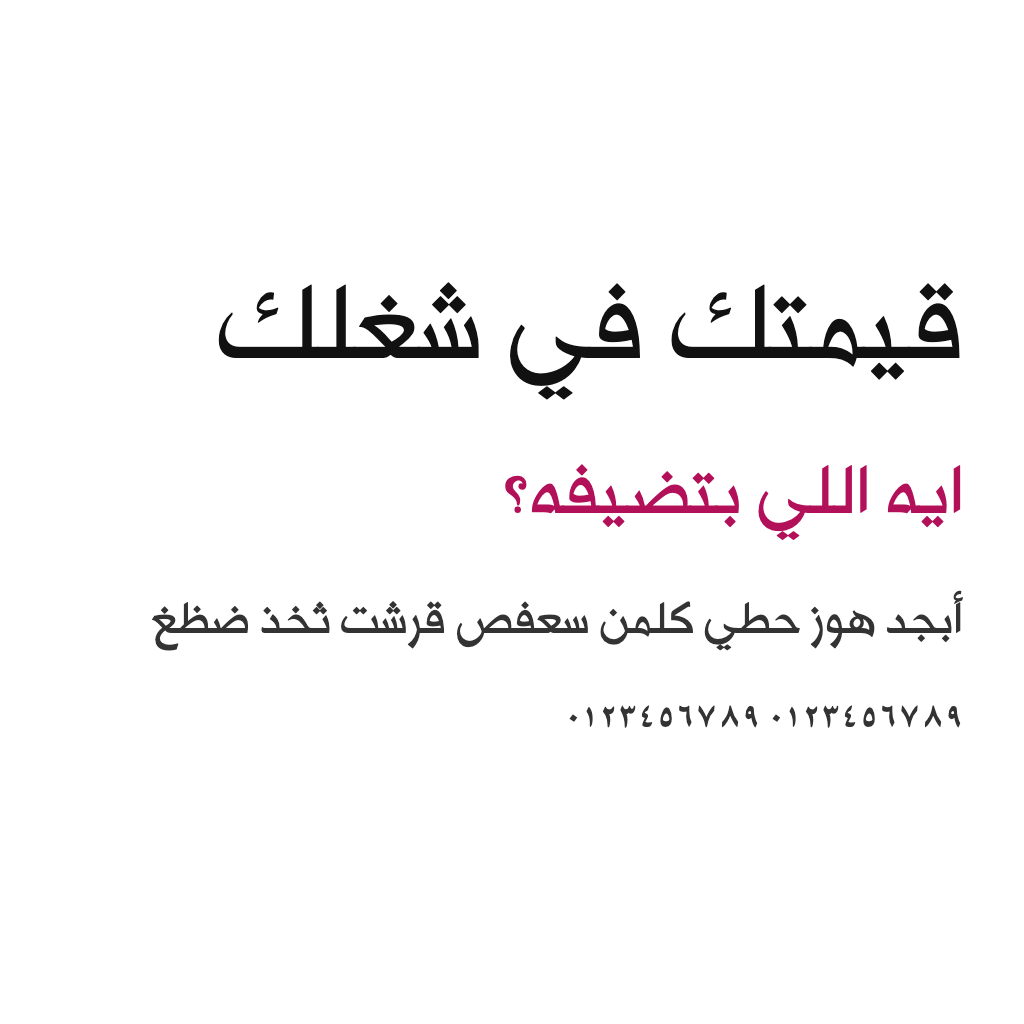 قيمتك في شغلك
ايه اللي بتضيفه؟
أبجد هوز حطي كلمن سعفص قرشت ثخذ ضظغ
٠١٢٣٤٥٦٧٨٩ ٠١٢٣٤٥٦٧٨٩